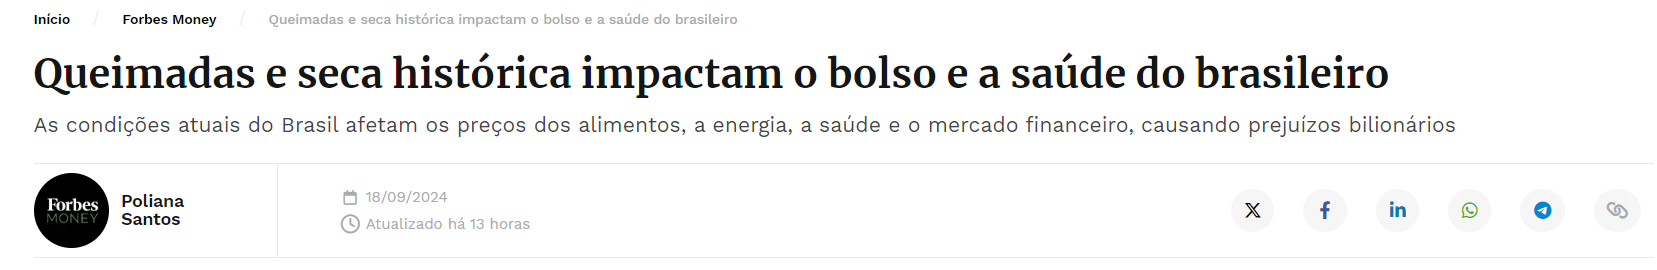 Início / Forbes Money / Queimadas e seca histórica impactam o bolso e a saúde do brasileiro
Queimadas e seca histórica impactam o bolso e a saúde do brasileiro
As condições atuais do Brasil afetam os preços dos alimentos, a energia, a saúde e o mercado financeiro, causando prejuízos bilionários
Forbes
MONEY
Poliana
Santos
18/09/2024
Atualizado há 13 horas